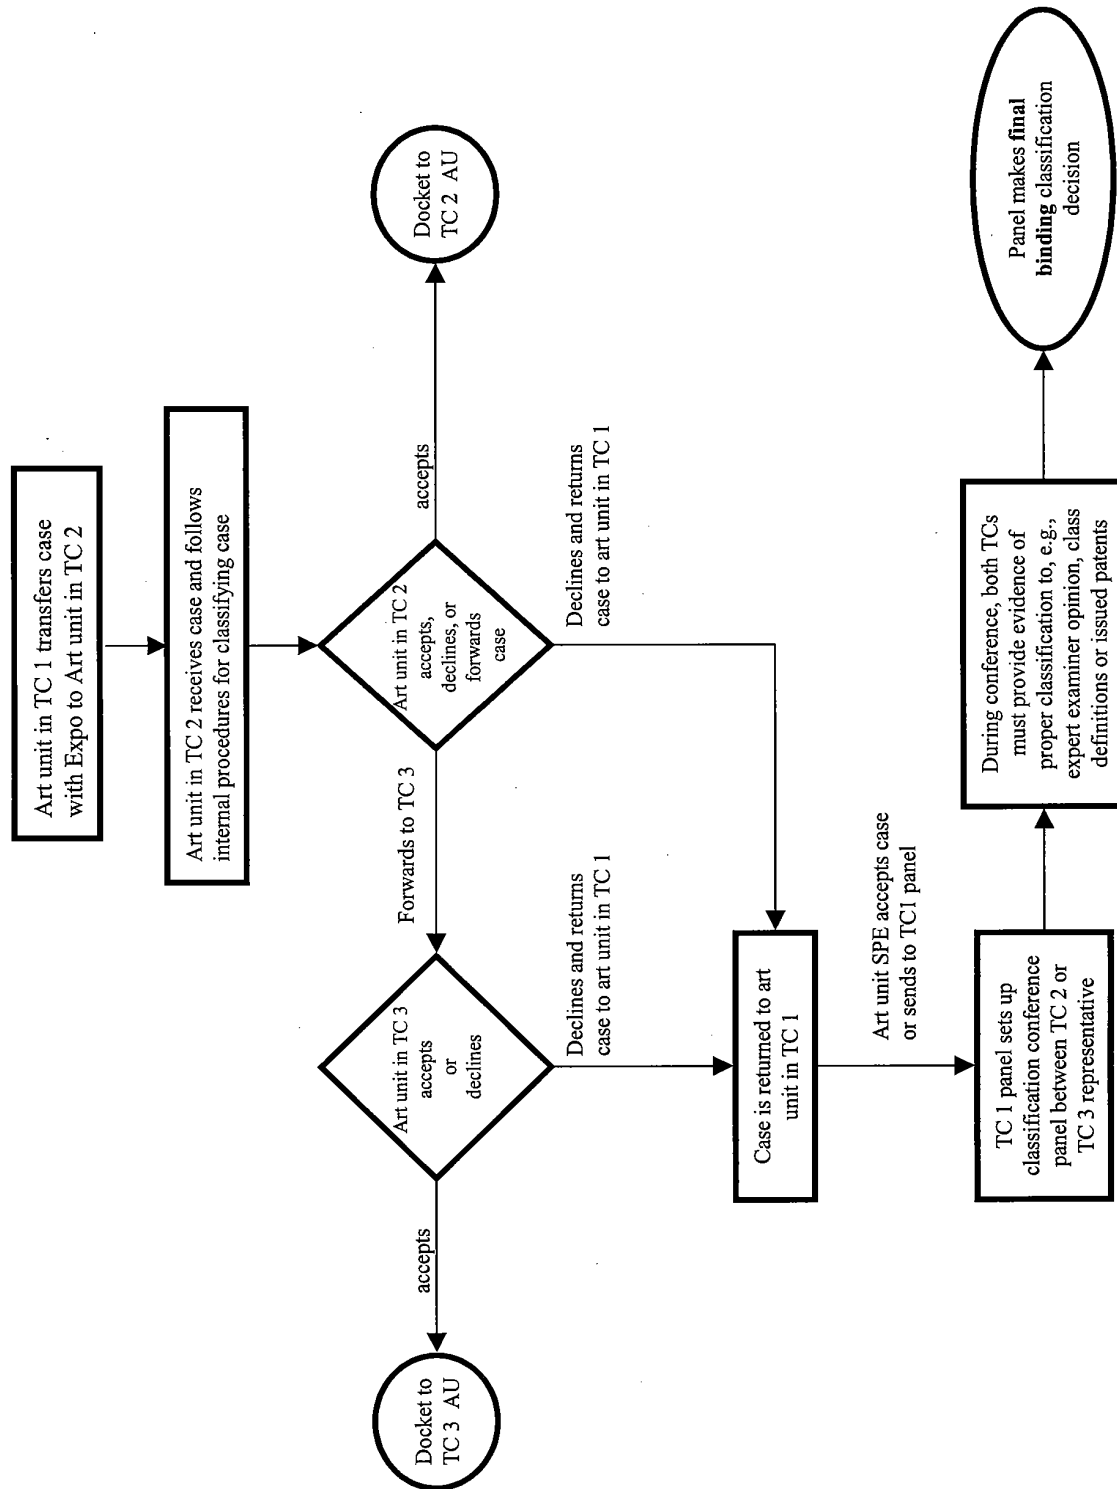 Art unit in TC 1 transfers case
with Expo to Art unit in TC 2
Art unit in TC 2 receives case and follows
internal procedures for classifying case
Art unit in TC 2
accepts,
declines, or
forwards
case
accepts
Docket to
TC 2 AU
Forwards to TC 3
Declines and returns
case to art unit in TC 1
Art unit in TC 3
accepts
or
declines
accepts
Docket to
TC 3 AU
Declines and returns
case to art unit in TC 1
Case is returned to art
unit in TC 1
Art unit SPE accepts case
or sends to TC1 panel
TC 1 panel sets up
classification conference
panel between TC 2 or
TC 3 representative
During conference, both TCs
must provide evidence of
proper classification to, e.g.,
expert examiner opinion, class
definitions or issued patents
Panel makes final
binding classification
decision